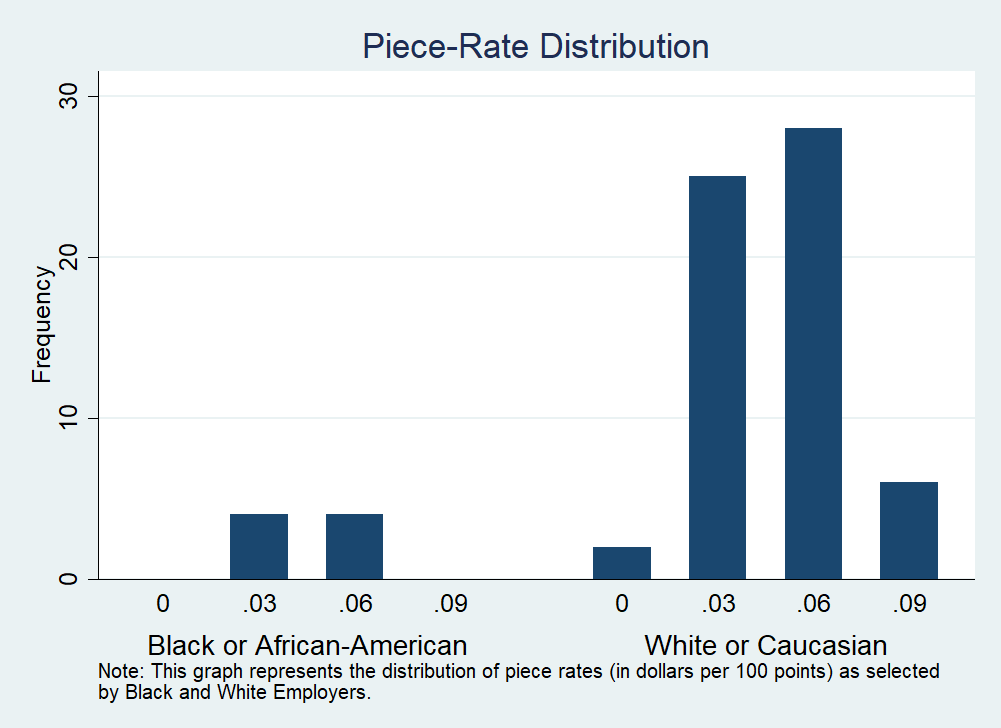 Piece-Rate Distribution
30
20
10
0
Frequency
0 .03 .06 .09 0 .03 .06 .09
Black or African-American White or Caucasian
Note: This graph represents the distribution of piece rates (in dollars per 100 points) as selected
by Black and White Employers.